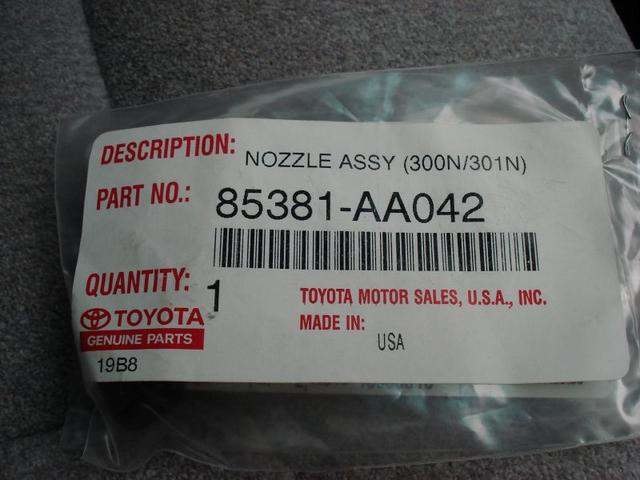 DESCRIPTION: NOZZLE ASSY (300N/301N)
PART NO.: 85381-AA042
QUANTITY: 1
TOYOTA MOTOR SALES, U.S.A., INC.
TOYOTA
MADE IN:
GENUINE PARTS
USA
19B8